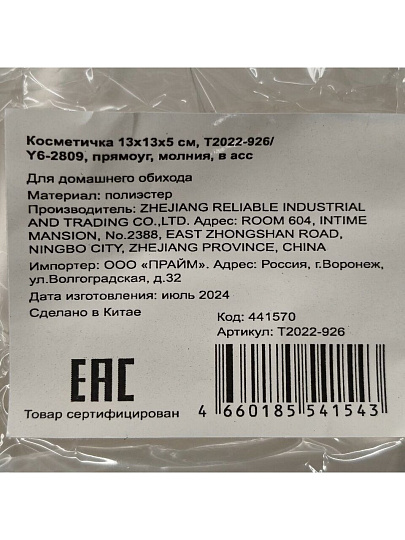 Косметичка 13х13х5 см, Т2022-926/
Y6-2809, прямоуг, молния, в асс
Для домашнего обихода
Материал: полиэстер
Производитель: ZHEJIANG RELIABLE INDUSTRIAL
AND TRADING CO.,LTD. Адрес: ROOM 604, INTIME
MANSION, No.2388, EAST ZHONGSHAN ROAD,
NINGBO CITY, ZHEJIANG PROVINCE, CHINA
Импортер: ООО «ПРАЙМ». Адрес: Россия, г.Воронеж,
ул.Волгоградская, д.32
Дата изготовления: июль 2024
Сделано в Китае
Код: 441570
Артикул: Т2022-926
EAC
Товар сертифицирован
4 660185 541543